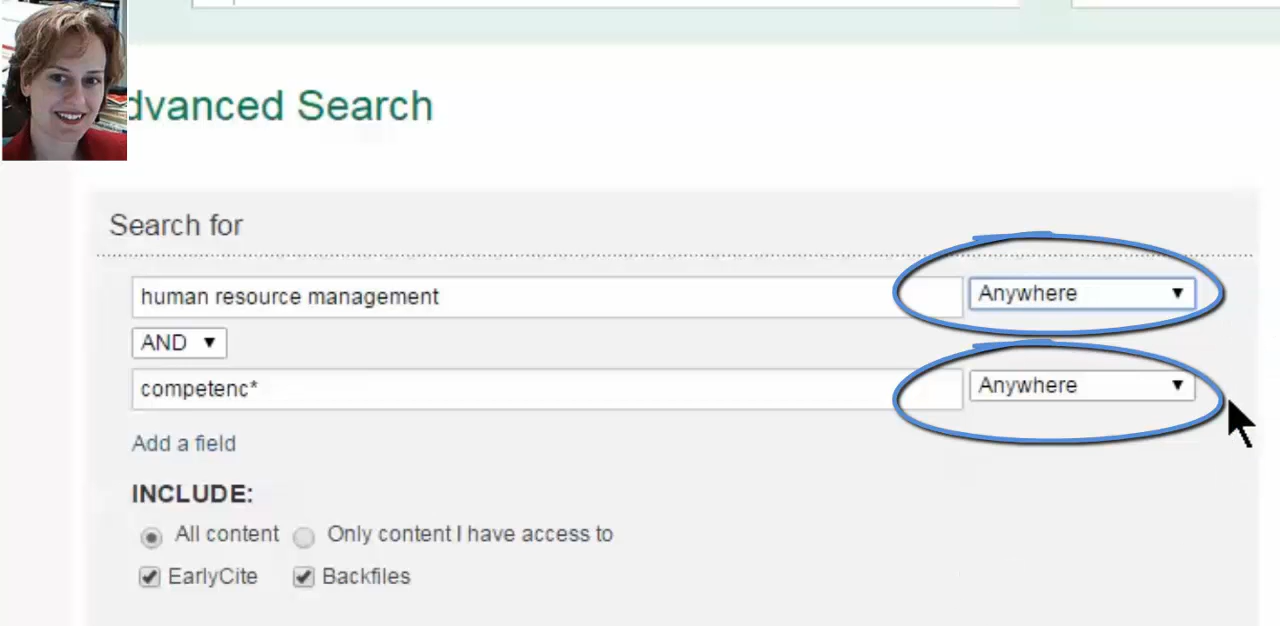 dvanced Search
Search for
human resource management Anywhere
AND
competenc* Anywhere
Add a field
INCLUDE:
All content Only content I have access to
EarlyCite Backfiles